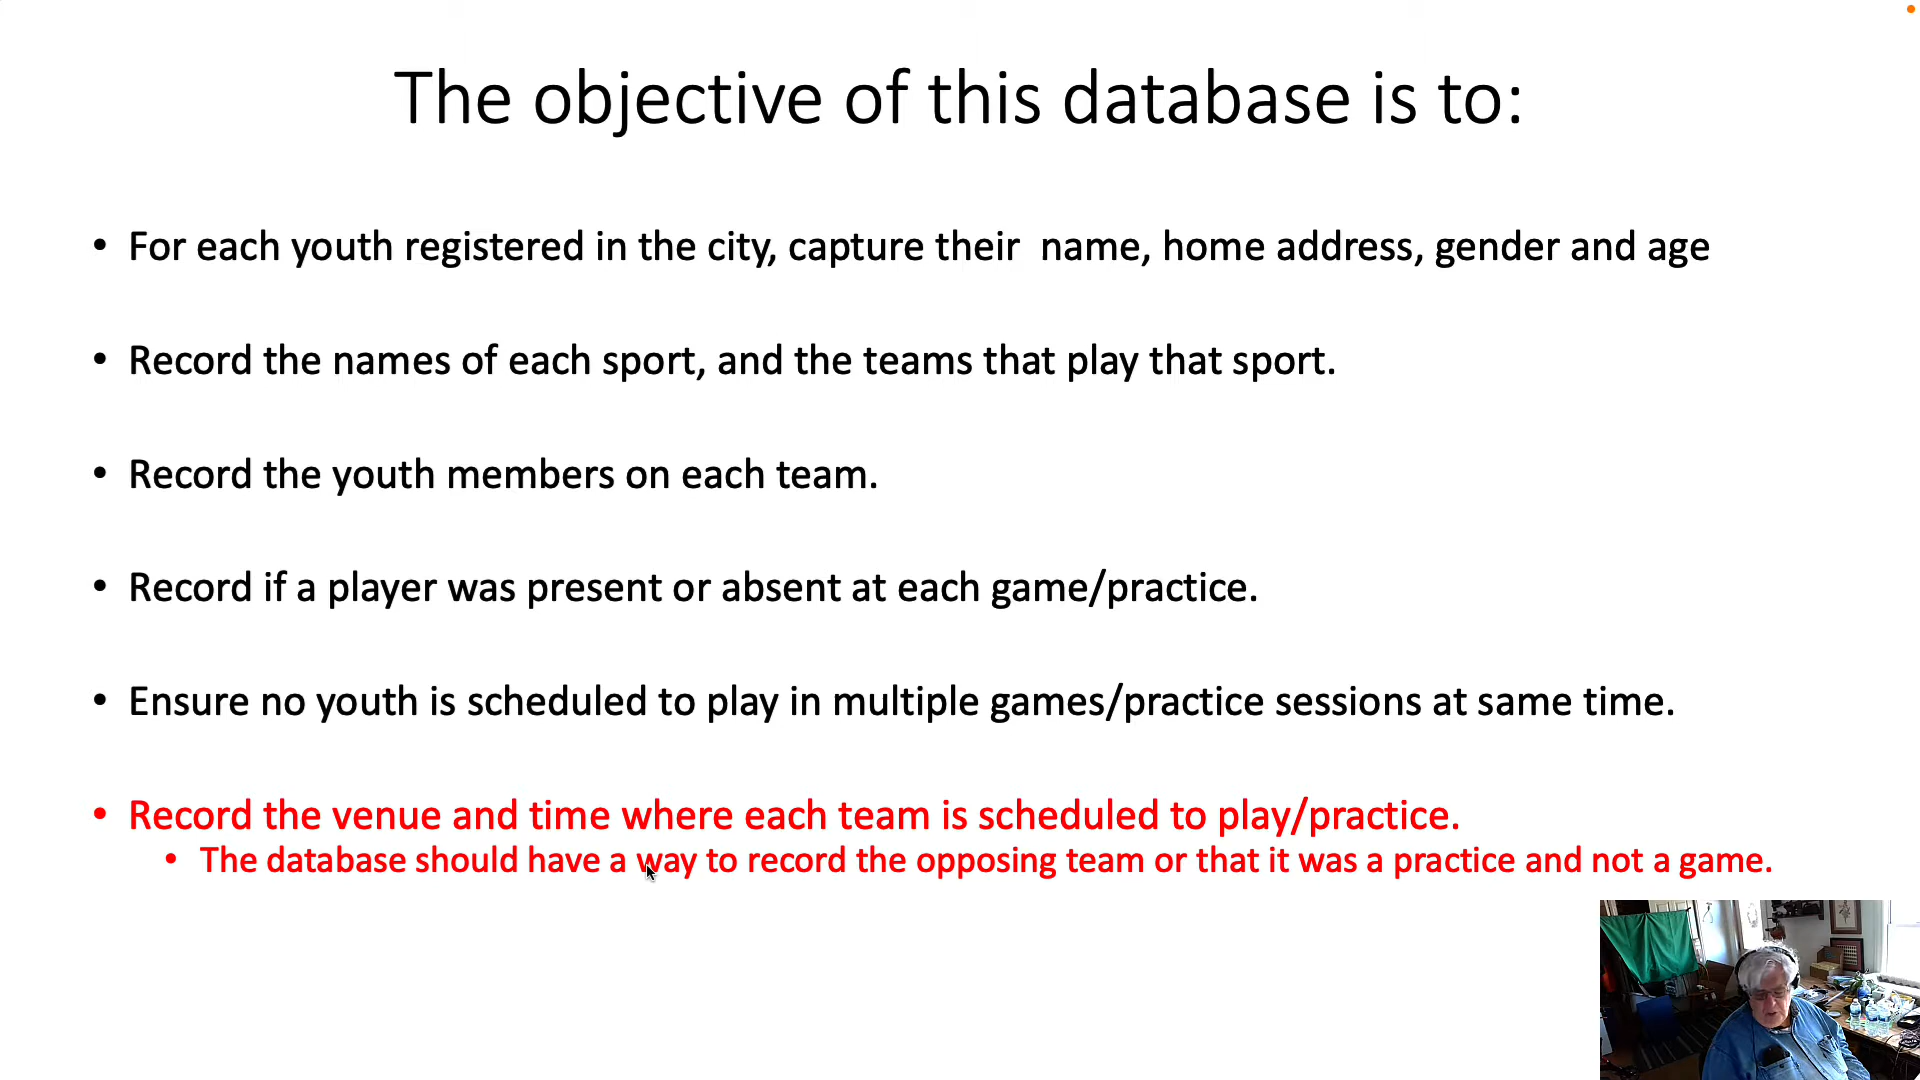 The objective of this database is to:
• For each youth registered in the city, capture their  name, home address, gender and age
• Record the names of each sport, and the teams that play that sport.
• Record the youth members on each team.
• Record if a player was present or absent at each game/practice.
• Ensure no youth is scheduled to play in multiple games/practice sessions at same time.
• Record the venue and time where each team is scheduled to play/practice.
• The database should have a way to record the opposing team or that it was a practice and not a game.